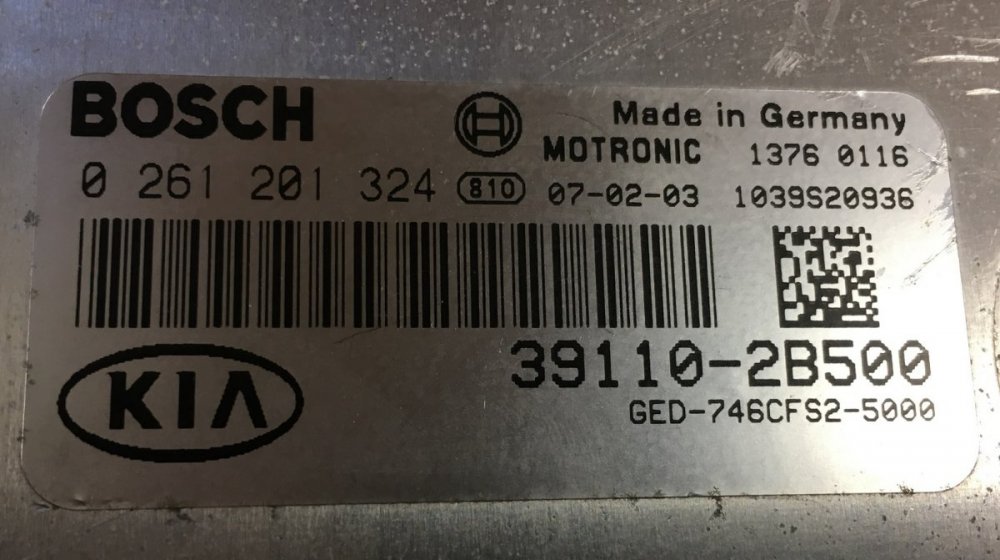 BOSCH
Made in Germany
MOTRONIC 1376 0116
0 261 201 324 810 07-02-03 1039S20936
39110-2B500
KIA
GED-746CFS2-5000